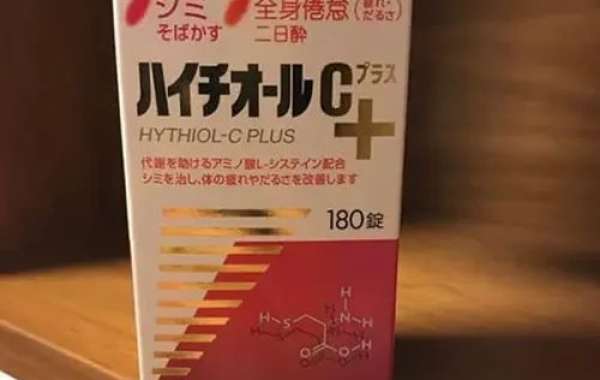 シミ
そばかす
全身倦怠(疲れ・だるさ)
二日酔
ハイチオールCプラス
HYTHIOL-C PLUS
代謝を助けるアミノ酸L-システイン配合
シミを治し、体の疲れやだるさを改善します
180錠
H S H N H
H O O H